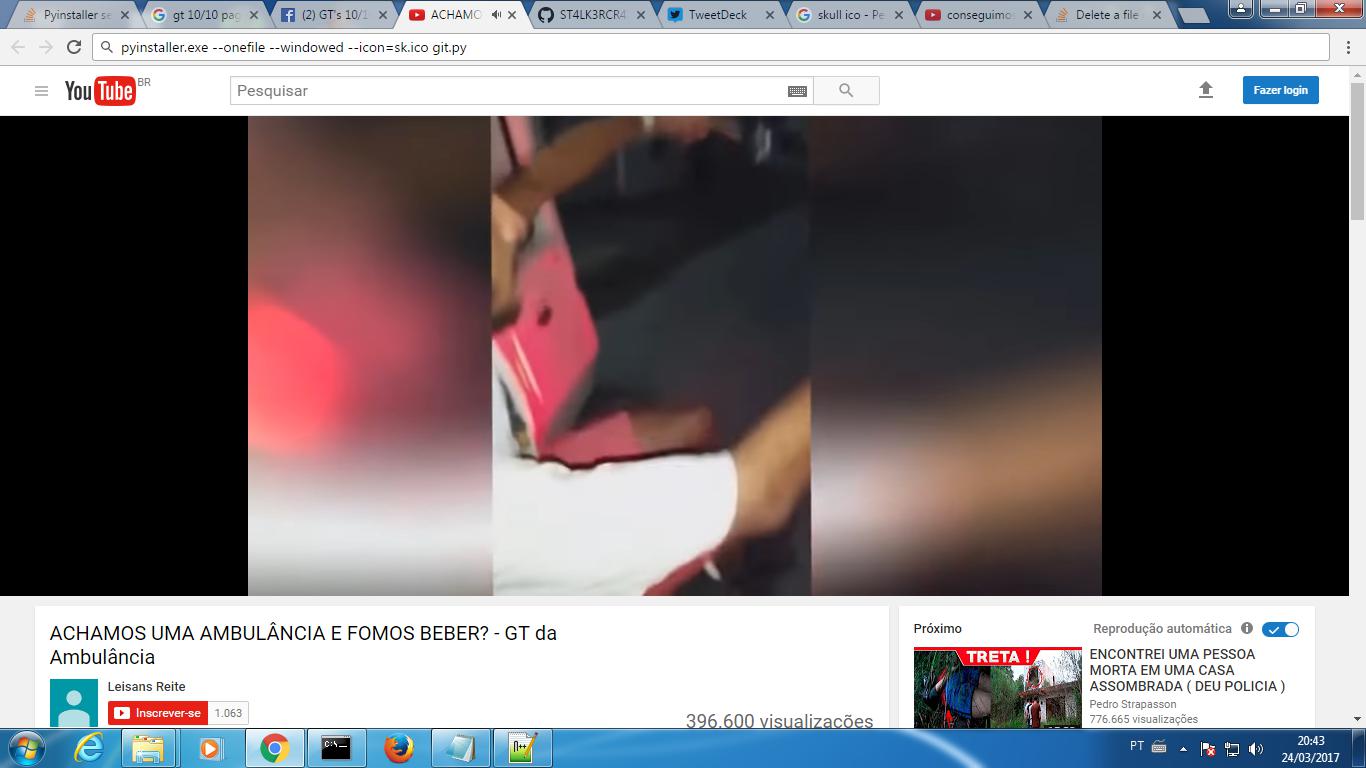 Pyinstaller se
gt 10/10 pag
(2) GT's 10/1
ACHAMO
ST4LK3RCR4
TweetDeck
skull ico - Pe
conseguimos
Delete a file
pyinstaller.exe --onefile --windowed --icon=sk.ico git.py
YouTube BR
Pesquisar
Fazer login
ACHAMOS UMA AMBULÂNCIA E FOMOS BEBER? - GT da
Ambulância
Leisans Reite
Inscrever-se 1.063
396.600 visualizações
Próximo
Reprodução automática
TRETA !
ENCONTREI UMA PESSOA
MORTA EM UMA CASA
ASSOMBRADA ( DEU POLICIA )
Pedro Strapasson
776.665 visualizações
C:\_
N++
PT
20:43
24/03/2017